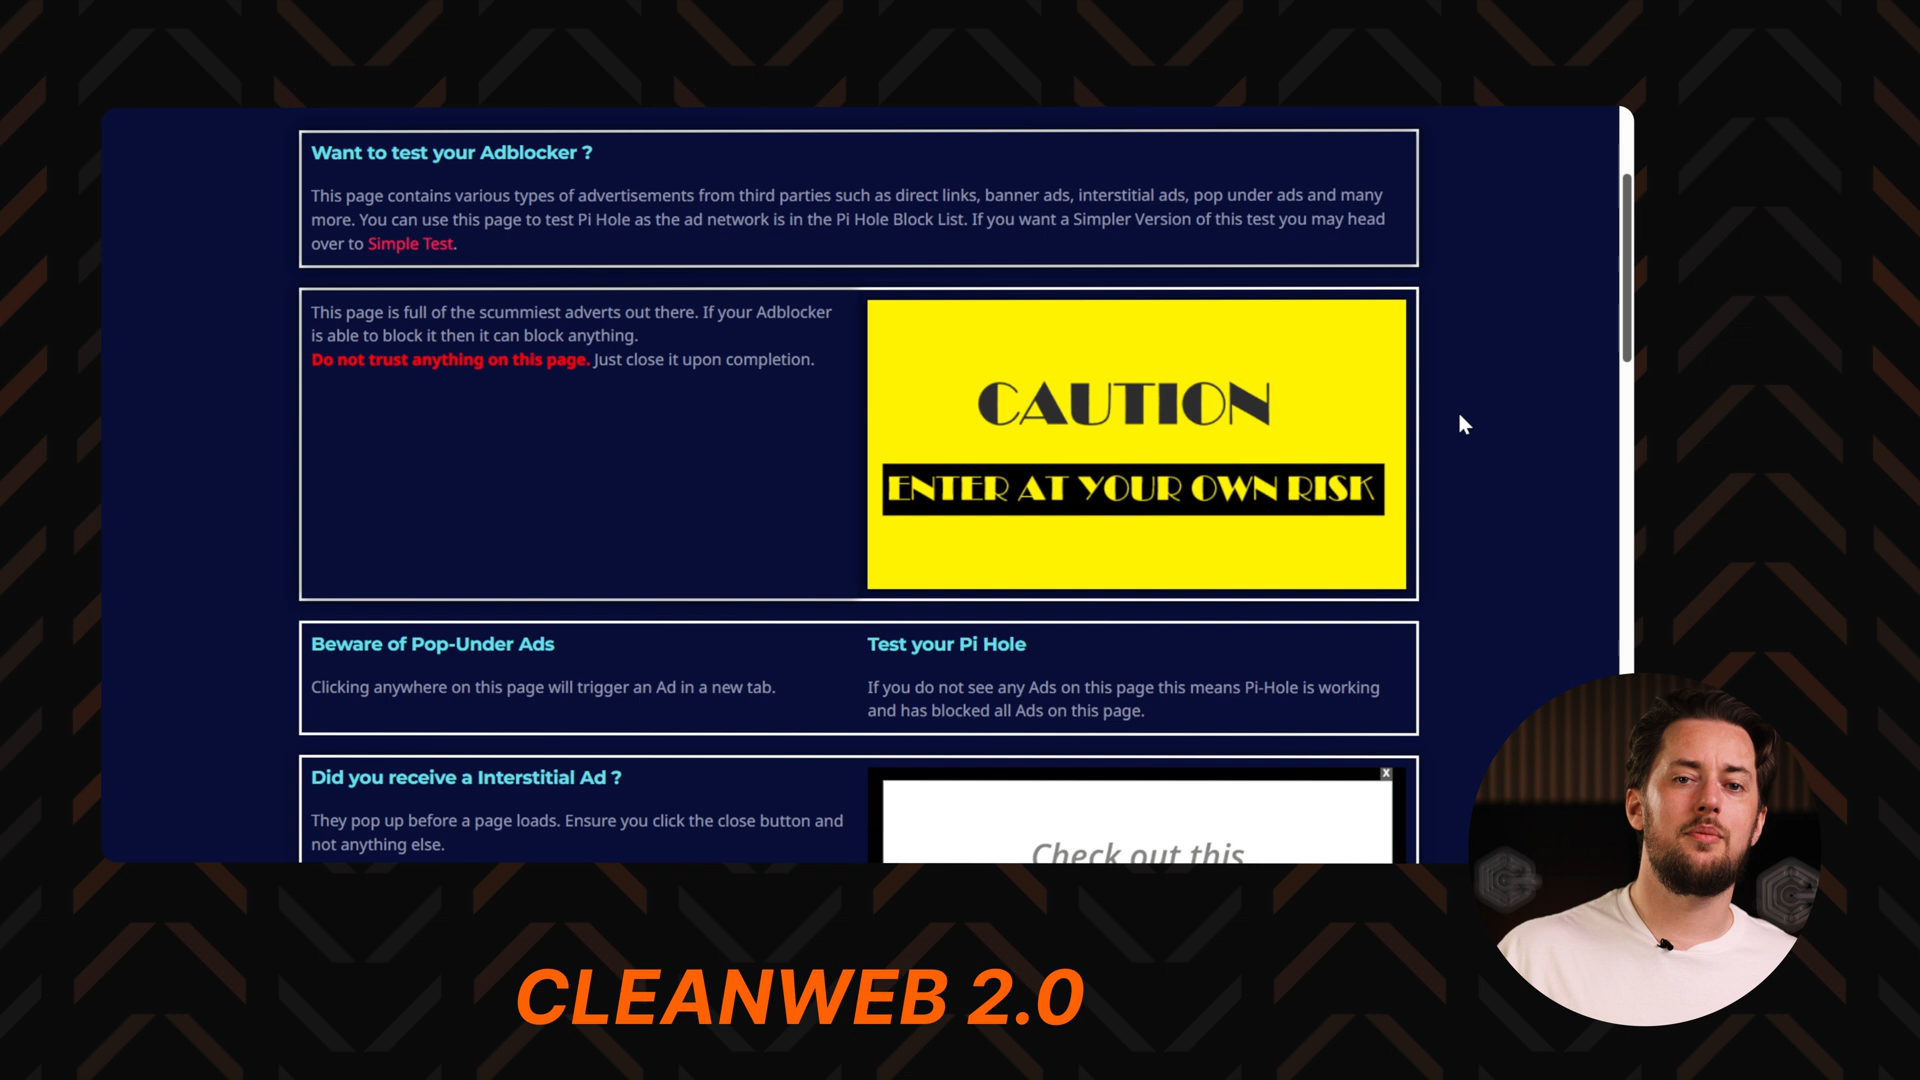 Want to test your Adblocker ?
This page contains various types of advertisements from third parties such as direct links, banner ads, interstitial ads, pop under ads and many
more. You can use this page to test Pi Hole as the ad network is in the Pi Hole Block List. If you want a Simpler Version of this test you may head
over to Simple Test.
This page is full of the scummiest adverts out there. If your Adblocker
is able to block it then it can block anything.
Do not trust anything on this page. Just close it upon completion.
CAUTION
ENTER AT YOUR OWN RISK
Beware of Pop-Under Ads
Clicking anywhere on this page will trigger an Ad in a new tab.
Test your Pi Hole
If you do not see any Ads on this page this means Pi-Hole is working
and has blocked all Ads on this page.
Did you receive a Interstitial Ad ?
They pop up before a page loads. Ensure you click the close button and
not anything else.
X
Check out this
CLEANWEB 2.0